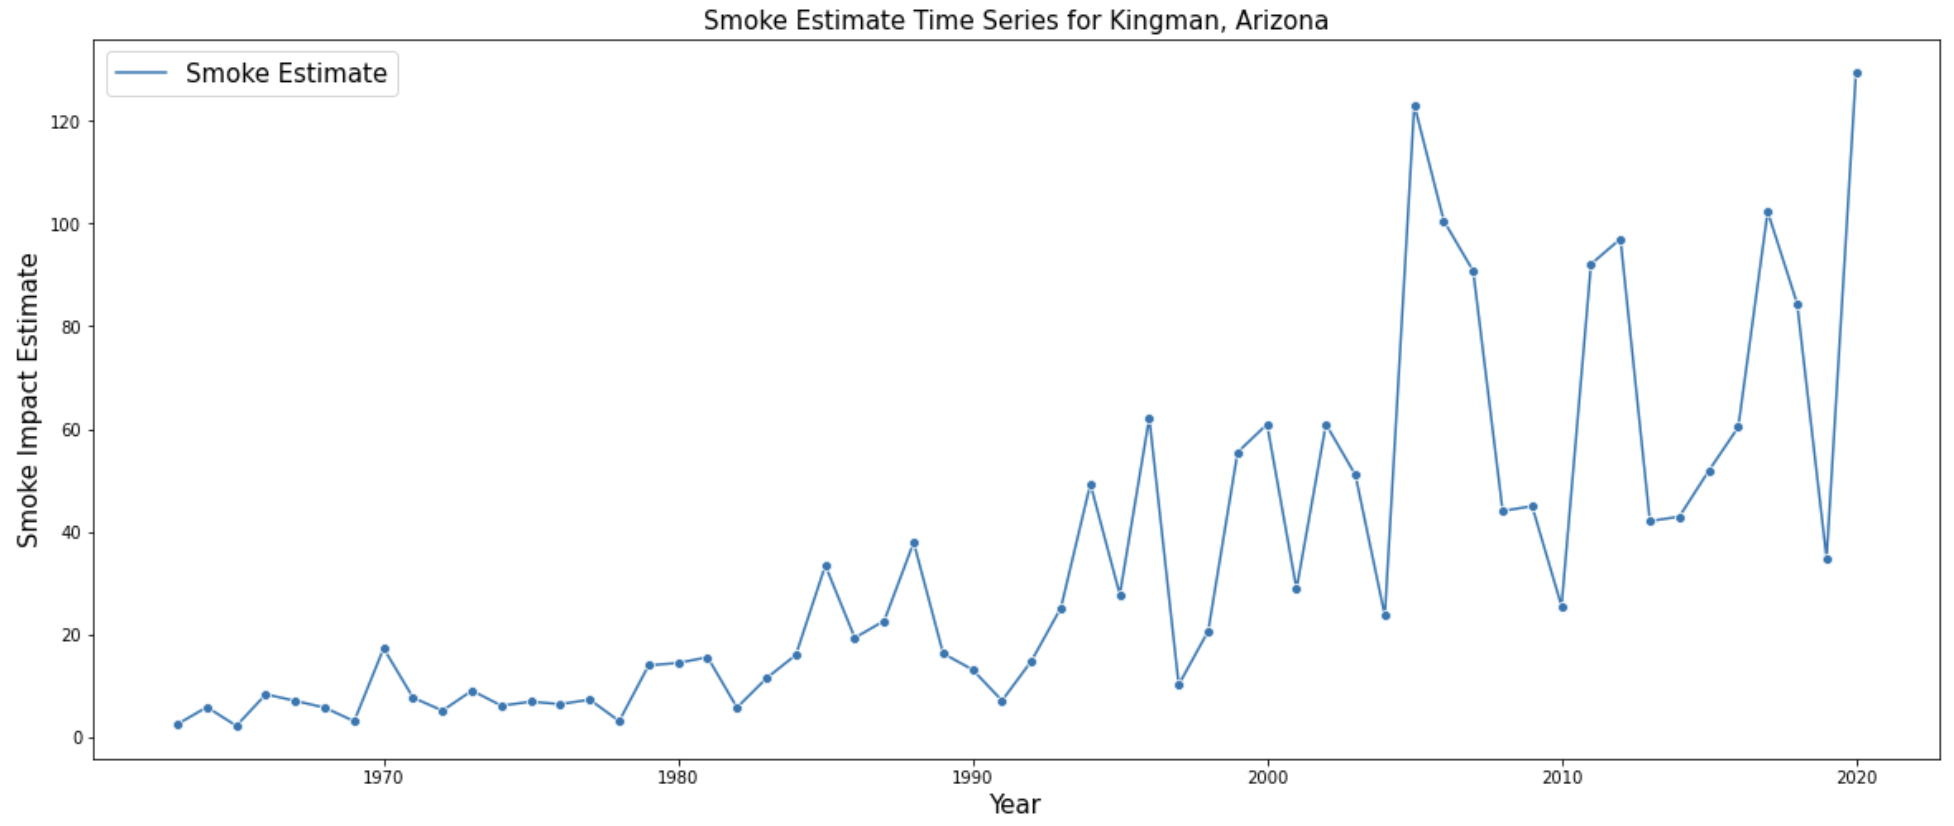 Smoke Estimate Time Series for Kingman, Arizona
Smoke Estimate
Smoke Impact Estimate
120
100
80
60
40
20
0
1970 1980 1990 2000 2010 2020
Year